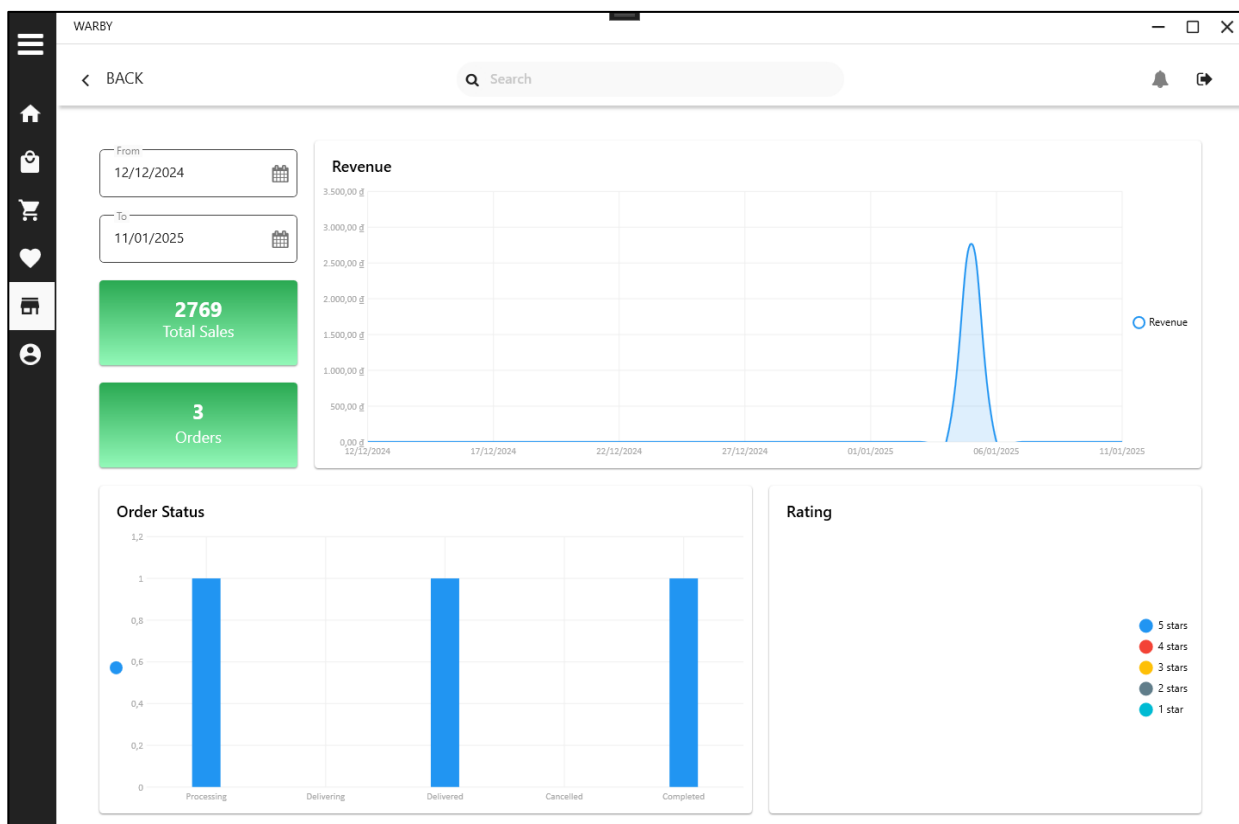 WARBY
BACK
Search
From
12/12/2024
To
11/01/2025
2769
Total Sales
3
Orders
Revenue
3.500,00 ₫
3.000,00 ₫
2.500,00 ₫
2.000,00 ₫
1.500,00 ₫
1.000,00 ₫
500,00 ₫
0,00 ₫
12/12/2024 17/12/2024 22/12/2024 27/12/2024 01/01/2025 06/01/2025 11/01/2025
Revenue
Order Status
1,2
1
0,8
0,6
0,4
0,2
0
Processing Delivering Delivered Cancelled Completed
Rating
5 stars
4 stars
3 stars
2 stars
1 star